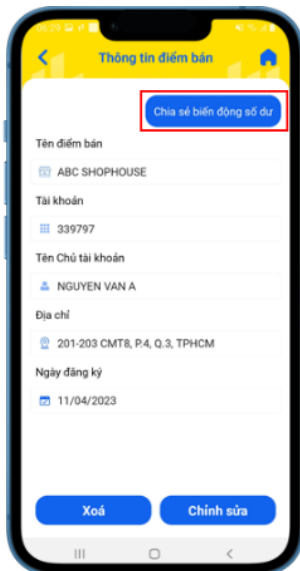 Thông tin điểm bán
Chia sẻ biến động số dư
Tên điểm bán
ABC SHOPHOUSE
Tài khoản
339797
Tên Chủ tài khoản
NGUYEN VAN A
Địa chỉ
201-203 CMT8, P.4, Q.3, TPHCM
Ngày đăng ký
11/04/2023
Xoá
Chỉnh sửa